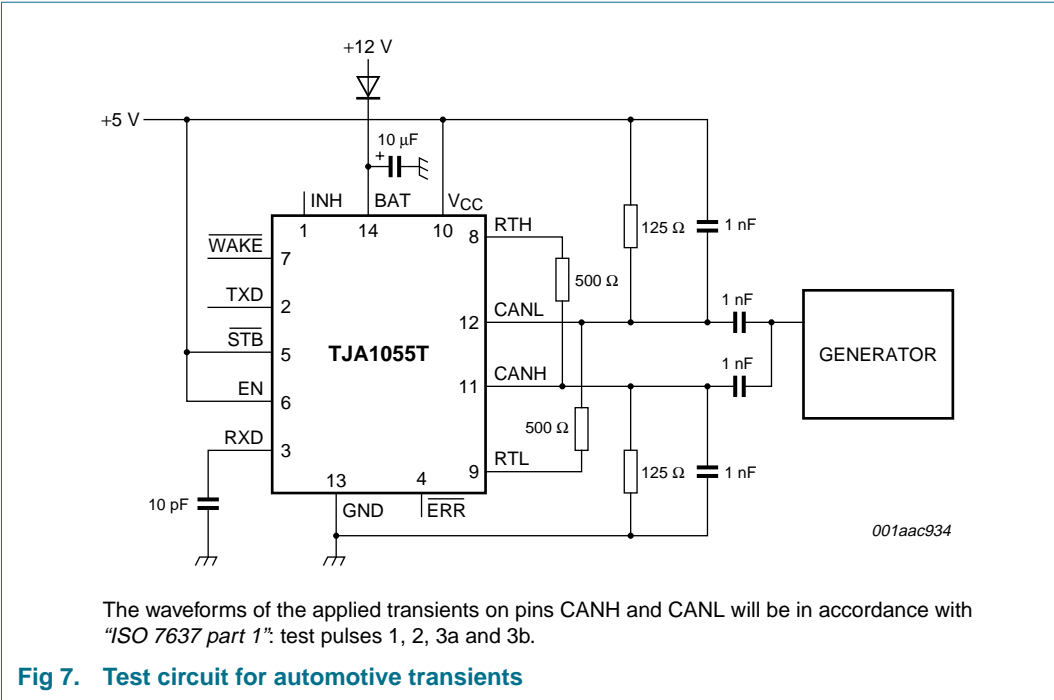 +12 V
+5 V
10 μF
+
INH
BAT
VCC
1
14
10
8
RTH
125 Ω
1 nF
WAKE
7
500 Ω
TXD
2
1 nF
12
CANL
STB
5
TJA1055T
GENERATOR
1 nF
EN
6
11
CANH
RXD
3
500 Ω
9
RTL
125 Ω
1 nF
13
4
10 pF
GND
ERR
001aac934
The waveforms of the applied transients on pins CANH and CANL will be in accordance with
“ISO 7637 part 1”: test pulses 1, 2, 3a and 3b.
Fig 7. Test circuit for automotive transients